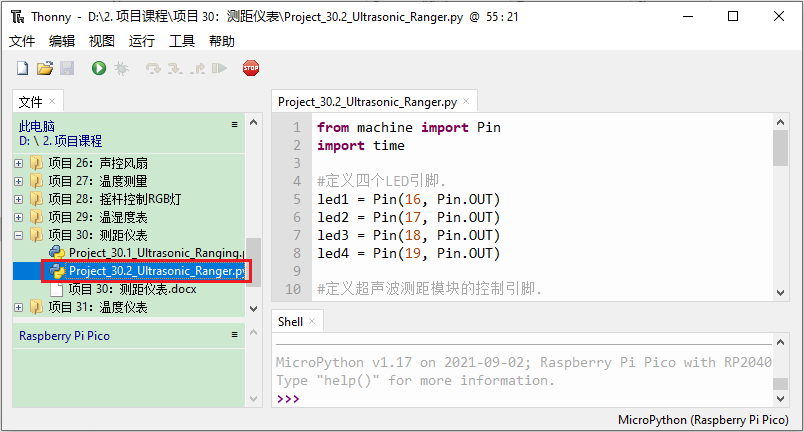 Thonny - D:\2. 项目课程\项目 30：测距仪表\Project_30.2_Ultrasonic_Ranger.py @ 55 : 21
文件 编辑 视图 运行 工具 帮助
STOP
文件 ×
此电脑
D: \ 2. 项目课程
项目 26：声控风扇
项目 27：温度测量
项目 28：摇杆控制RGB灯
项目 29：温湿度表
项目 30：测距仪表
Project_30.1_Ultrasonic_Ranging.p
Project_30.2_Ultrasonic_Ranger.py
项目 30：测距仪表.docx
项目 31：温度仪表
Raspberry Pi Pico
Project_30.2_Ultrasonic_Ranger.py ×
1 from machine import Pin
2 import time
3
4 #定义四个LED引脚.
5 led1 = Pin(16, Pin.OUT)
6 led2 = Pin(17, Pin.OUT)
7 led3 = Pin(18, Pin.OUT)
8 led4 = Pin(19, Pin.OUT)
9
10 #定义超声波测距模块的控制引脚.
Shell ×
MicroPython v1.17 on 2021-09-02; Raspberry Pi Pico with RP2040
Type "help()" for more information.
>>>
MicroPython (Raspberry Pi Pico)